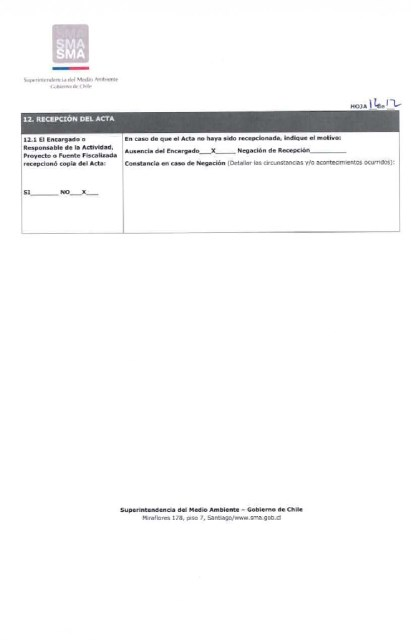 SMA
SMA
SMA
Superintendencia del Medio Ambiente
Gobierno de Chile
HOJA 16 de 17
12. RECEPCIÓN DEL ACTA
12.1 El Encargado o
Responsable de la Actividad,
Proyecto o Fuente Fiscalizada
recepcionó copia del Acta:
SI________ NO___X___
En caso de que el Acta no haya sido recepcionada, indique el motivo:
Ausencia del Encargado___X_____ Negación de Recepción_________
Constancia en caso de Negación (Detallar las circunstancias y/o acontecimientos ocurridos):
Superintendencia del Medio Ambiente – Gobierno de Chile
Miraflores 178, piso 7, Santiago/www.sma.gob.cl